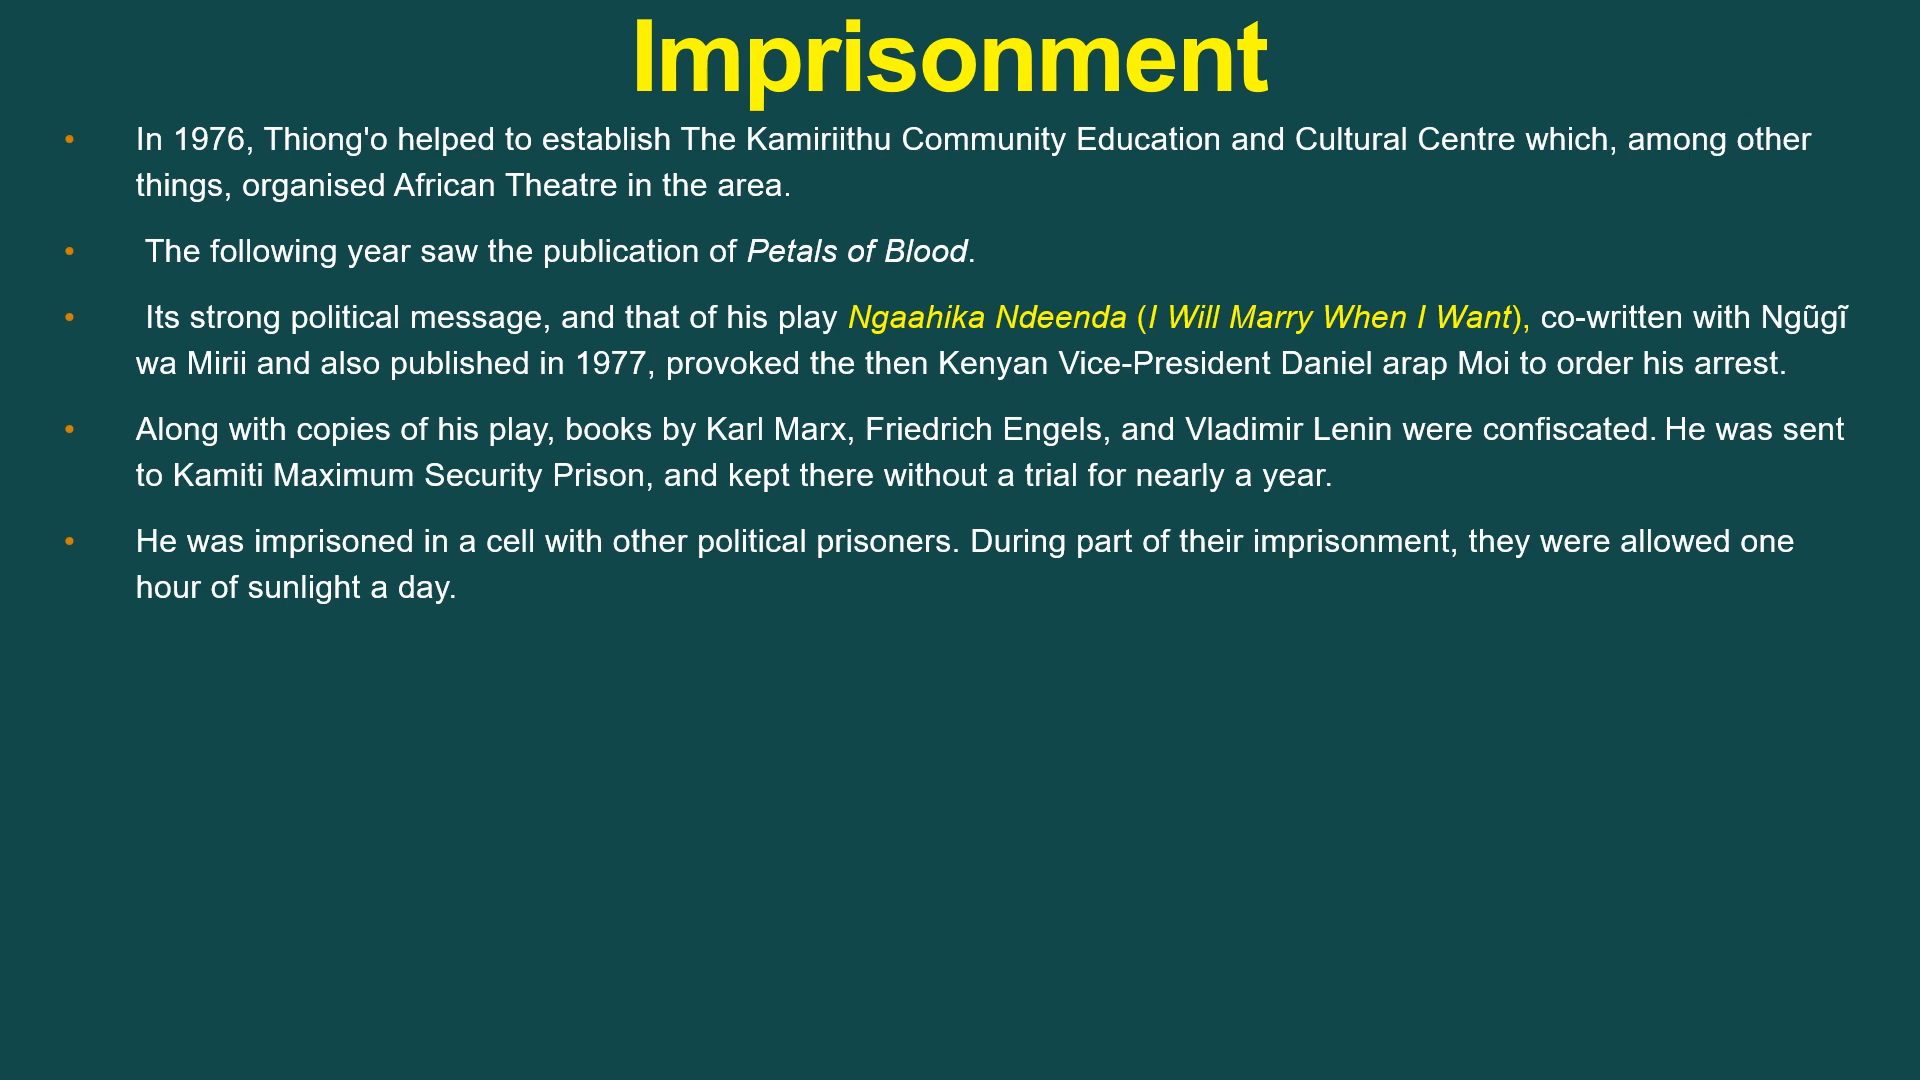 Imprisonment
• In 1976, Thiong'o helped to establish The Kamiriithu Community Education and Cultural Centre which, among other
things, organised African Theatre in the area.
• The following year saw the publication of Petals of Blood.
• Its strong political message, and that of his play Ngaahika Ndeenda (I Will Marry When I Want), co-written with Ngũgĩ
wa Mirii and also published in 1977, provoked the then Kenyan Vice-President Daniel arap Moi to order his arrest.
• Along with copies of his play, books by Karl Marx, Friedrich Engels, and Vladimir Lenin were confiscated. He was sent
to Kamiti Maximum Security Prison, and kept there without a trial for nearly a year.
• He was imprisoned in a cell with other political prisoners. During part of their imprisonment, they were allowed one
hour of sunlight a day.